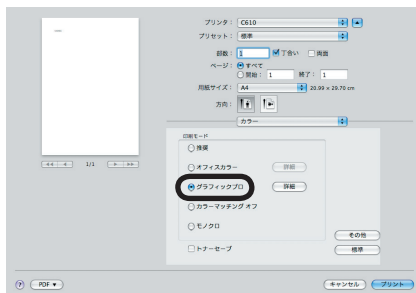 プリンタ： C610
プリセット： 標準
部数： 1 丁合い 両面
ページ： すべて
開始： 1 終了： 1
用紙サイズ： A4 20.99 x 29.70 cm
方向：
カラー
印刷モード
推奨
オフィスカラー 詳細
グラフィックプロ 詳細
カラーマッチング オフ
モノクロ
トナーセーブ
その他
標準
1/1
? PDF ▼ キャンセル プリント